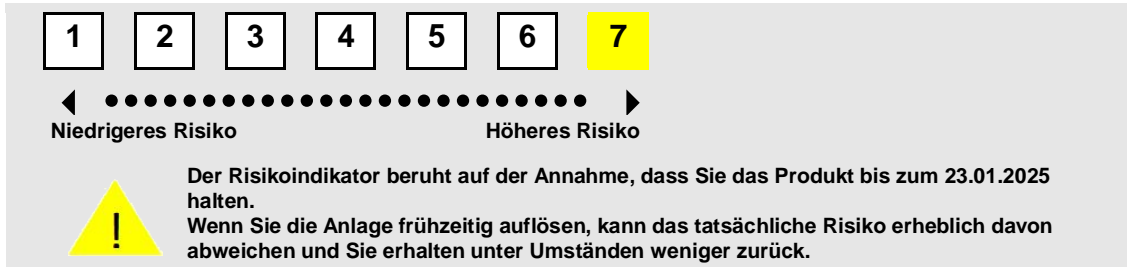 1 2 3 4 5 6 7
Niedrigeres Risiko Höheres Risiko
Der Risikoindikator beruht auf der Annahme, dass Sie das Produkt bis zum 23.01.2025
halten.
Wenn Sie die Anlage frühzeitig auflösen, kann das tatsächliche Risiko erheblich davon
abweichen und Sie erhalten unter Umständen weniger zurück.
!